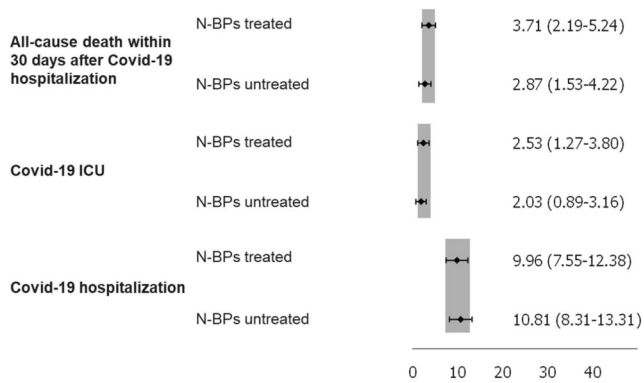 N-BPs treated 3.71 (2.19-5.24)
All-cause death within
30 days after Covid-19
hospitalization
N-BPs untreated 2.87 (1.53-4.22)
N-BPs treated 2.53 (1.27-3.80)
Covid-19 ICU
N-BPs untreated 2.03 (0.89-3.16)
N-BPs treated 9.96 (7.55-12.38)
Covid-19 hospitalization
N-BPs untreated 10.81 (8.31-13.31)
0 10 20 30 40